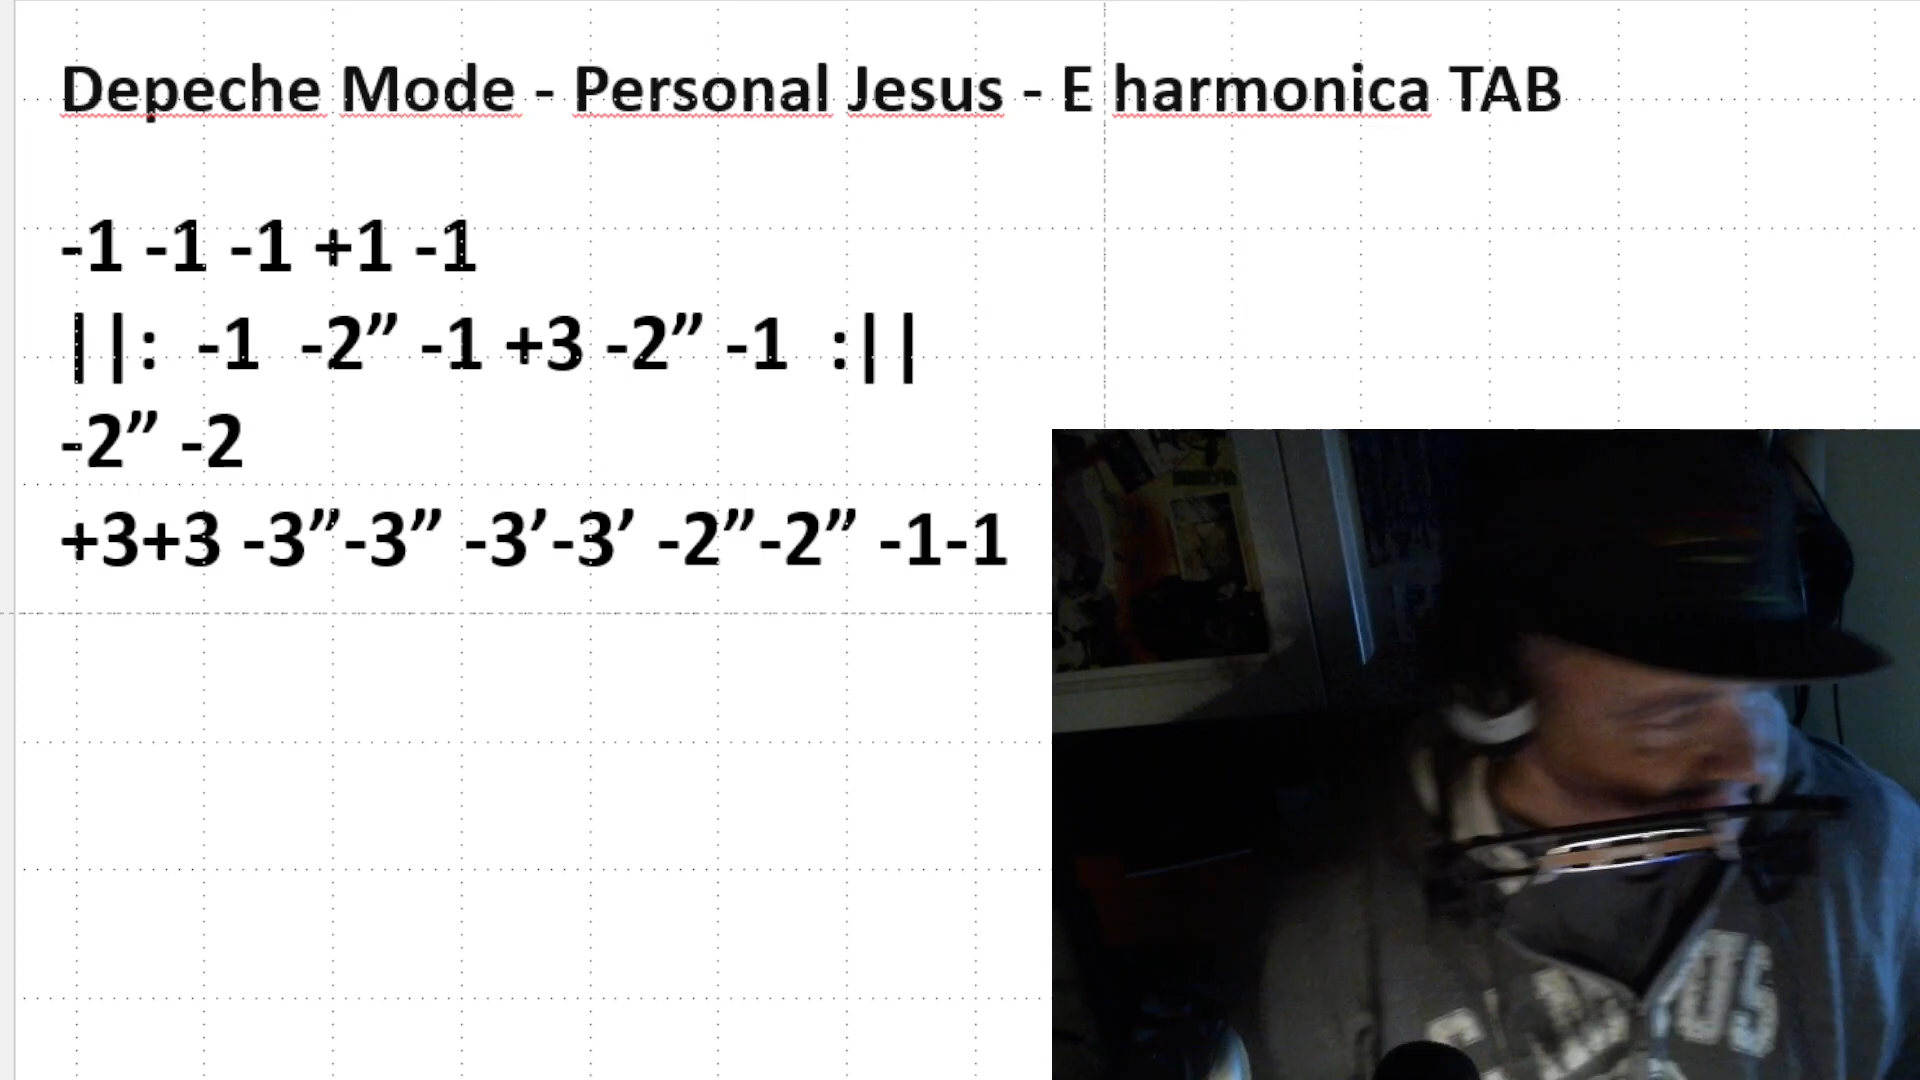 Depeche Mode - Personal Jesus - E harmonica TAB
-1 -1 -1 +1 -1
||:  -1  -2” -1 +3 -2” -1  :||
-2” -2
+3+3 -3”-3” -3’-3’ -2”-2” -1-1